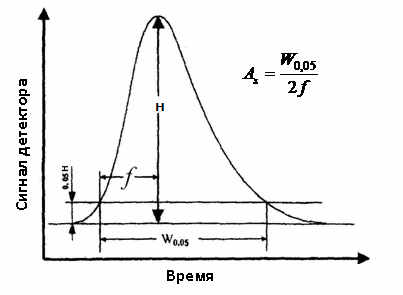 Сигнал детектора
H
Aₛ = W0,05 / 2f
0.05 H
f
W0.05
Время